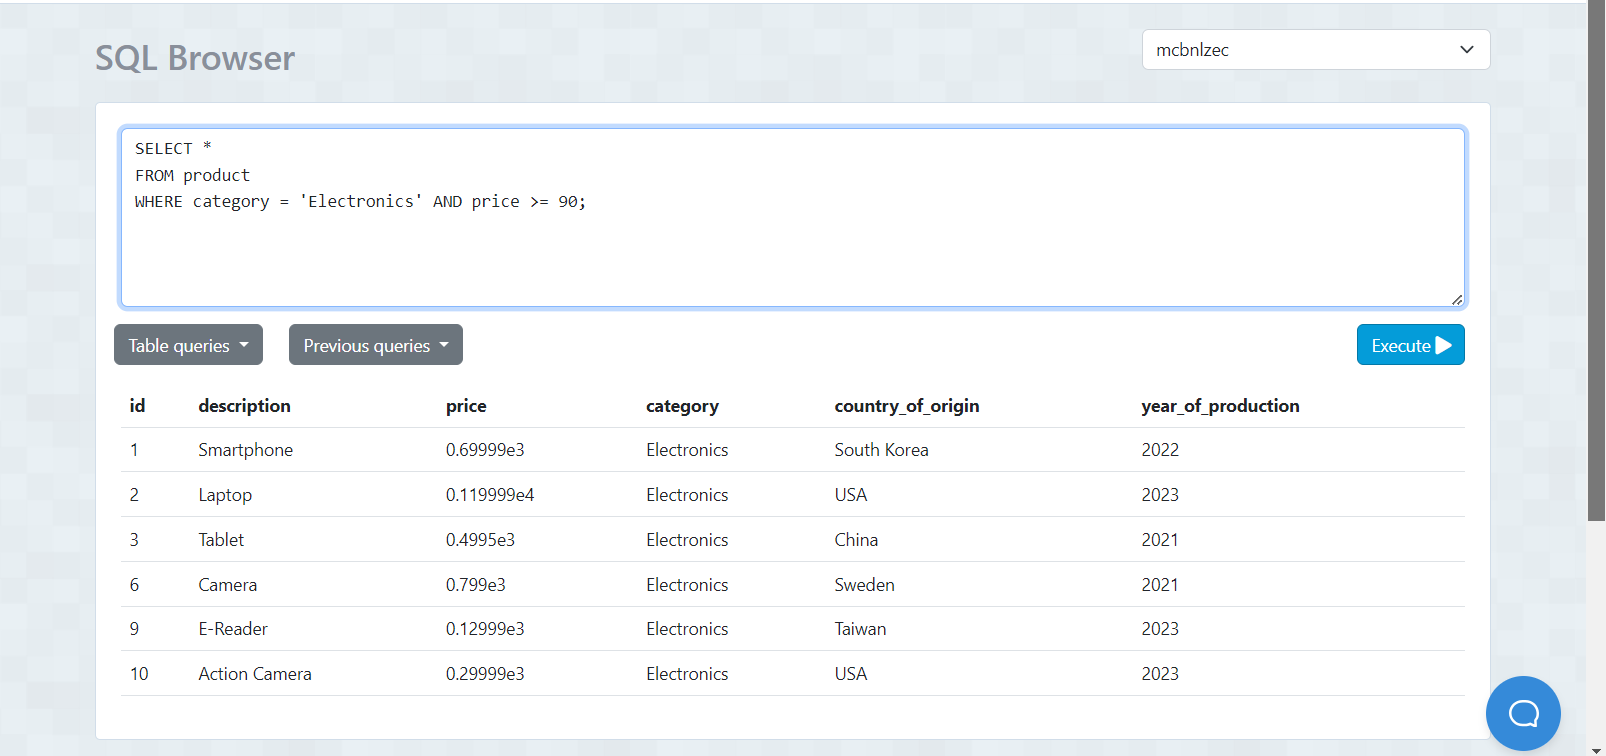 SQL Browser
mcbnlzec
SELECT *
FROM product
WHERE category = 'Electronics' AND price >= 90;
Table queries Previous queries Execute
id description price category country_of_origin year_of_production
1 Smartphone 0.69999e3 Electronics South Korea 2022
2 Laptop 0.119999e4 Electronics USA 2023
3 Tablet 0.4995e3 Electronics China 2021
6 Camera 0.799e3 Electronics Sweden 2021
9 E-Reader 0.12999e3 Electronics Taiwan 2023
10 Action Camera 0.29999e3 Electronics USA 2023